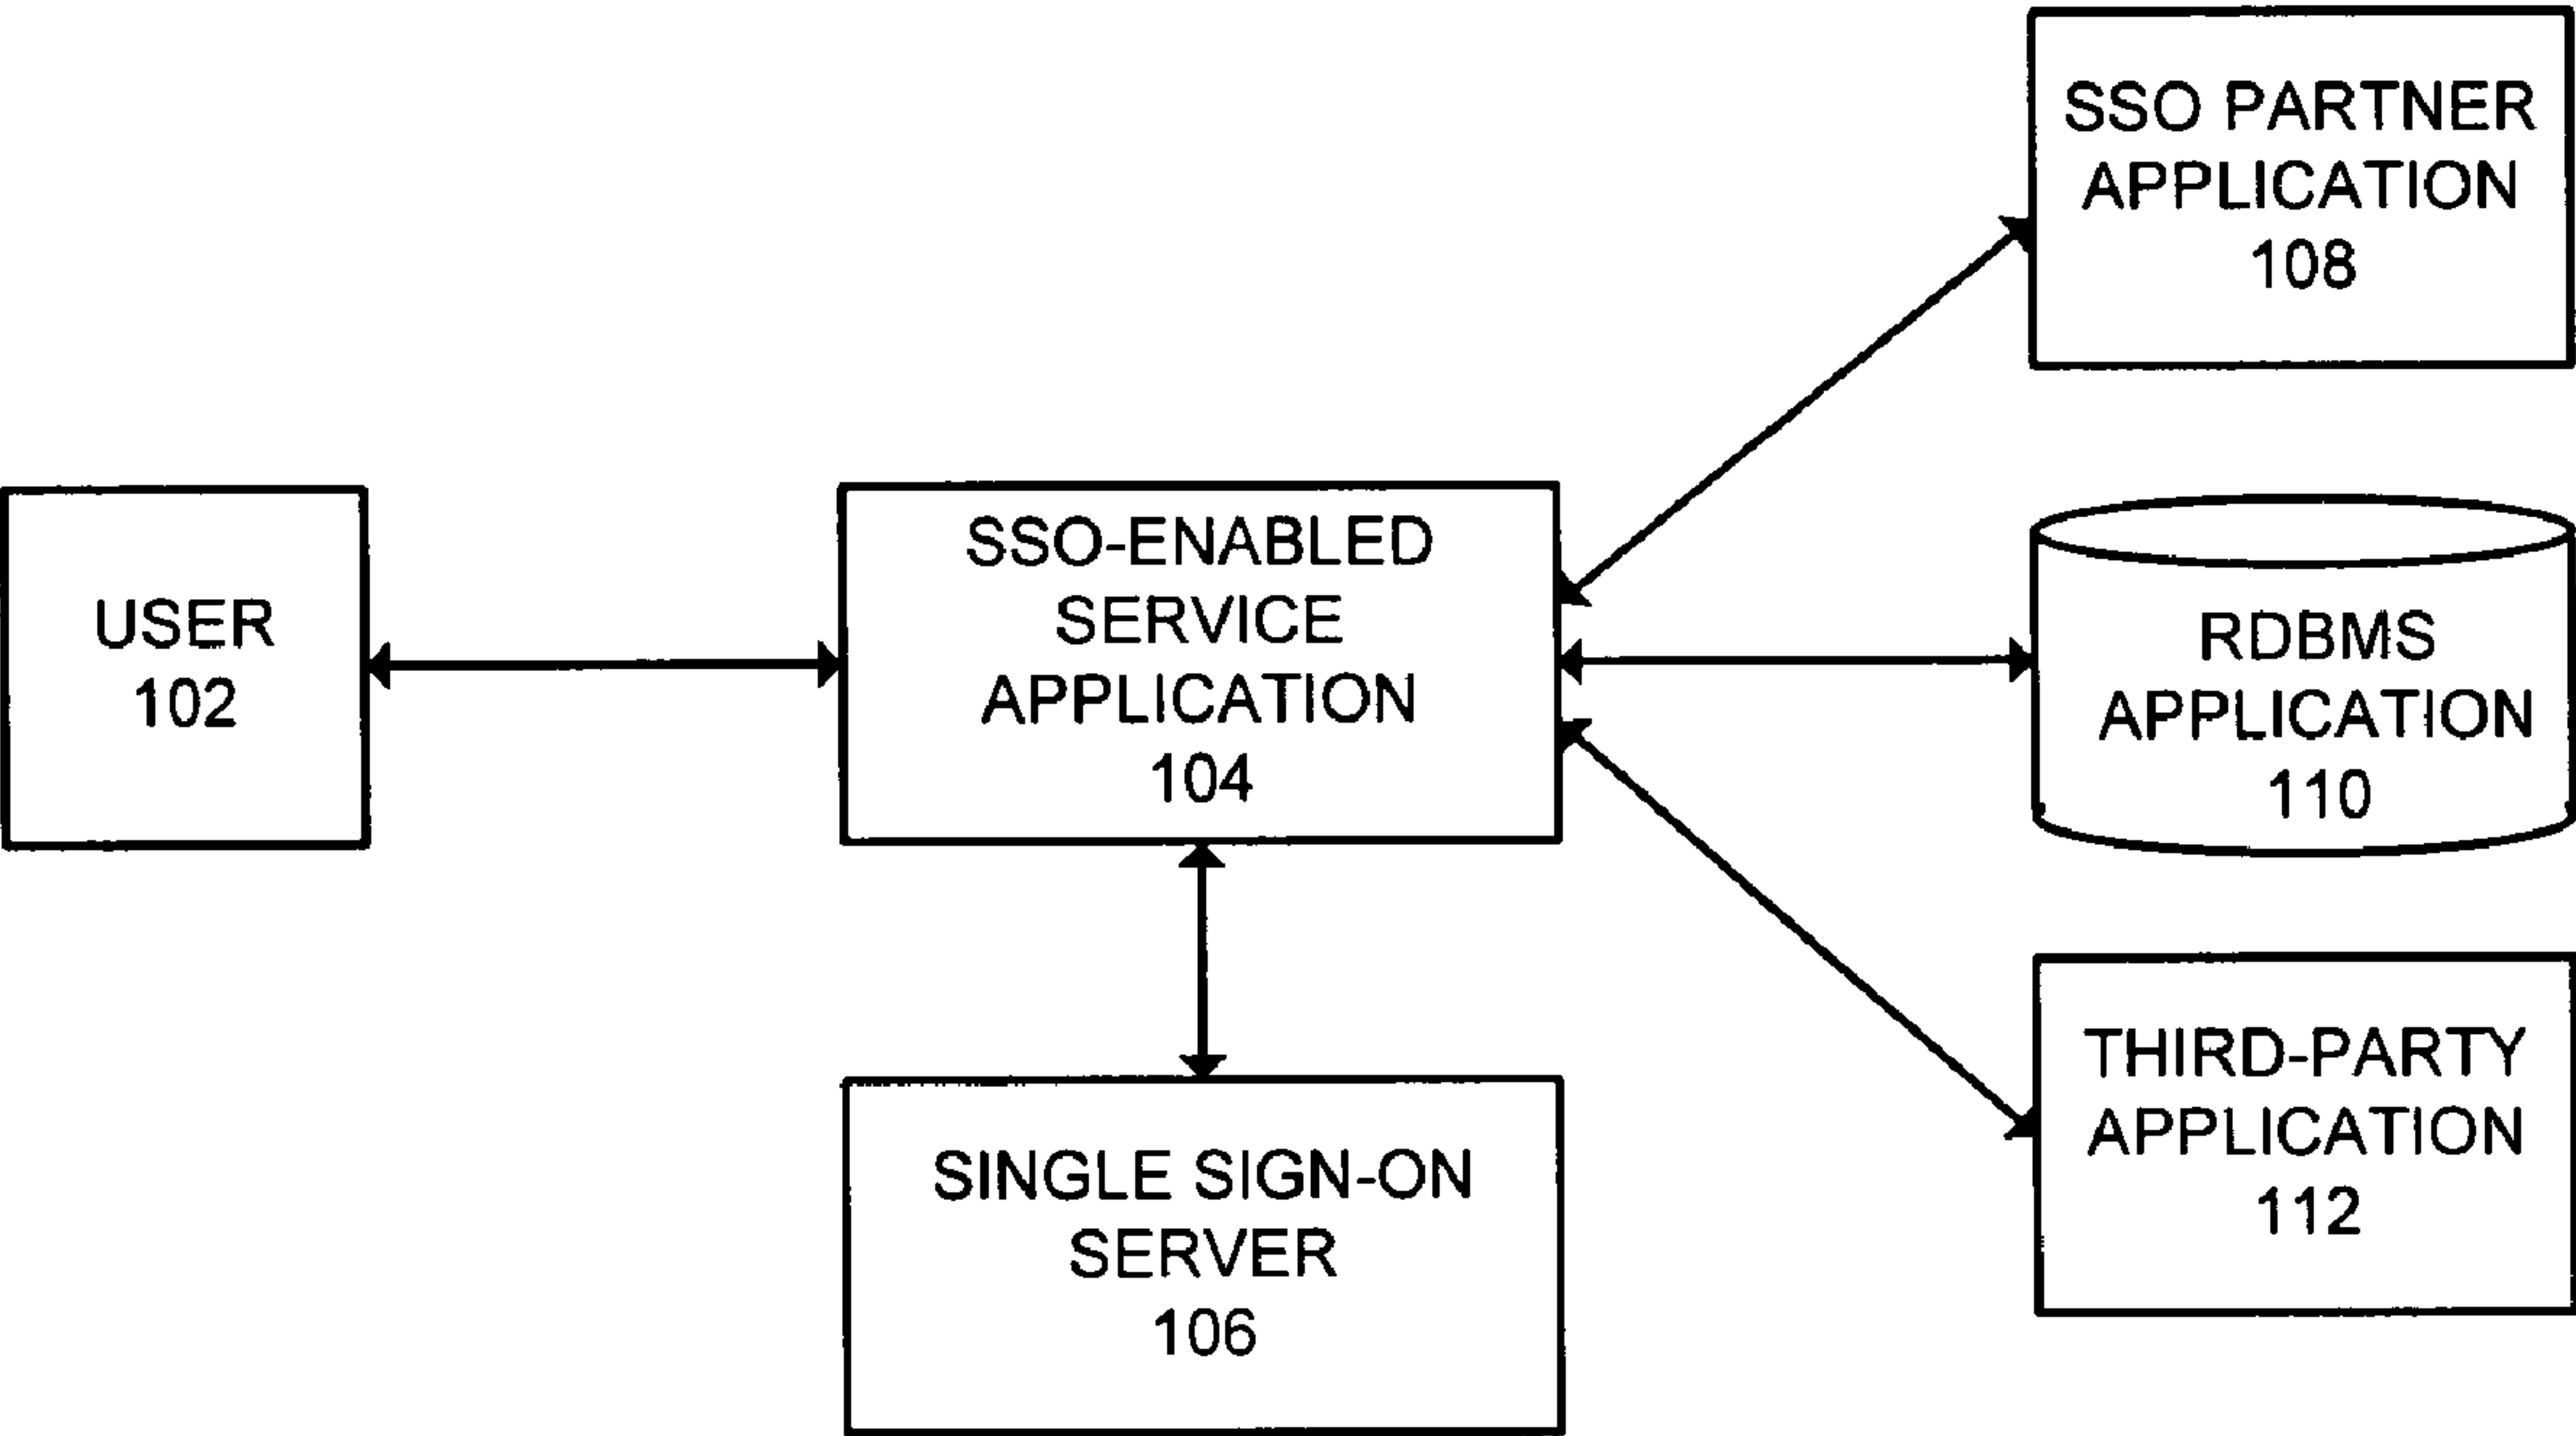 SSO PARTNER
APPLICATION
108
USER
102
SSO-ENABLED
SERVICE
APPLICATION
104
RDBMS
APPLICATION
110
SINGLE SIGN-ON
SERVER
106
THIRD-PARTY
APPLICATION
112